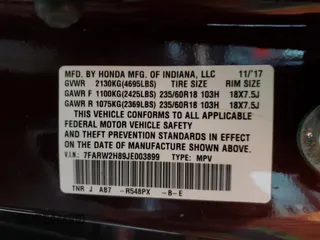 MFD. BY HONDA MFG. OF INDIANA, LLC 11/'17
GVWR 2130KG(4695LBS) TIRE SIZE RIM SIZE
GAWR F 1100KG(2425LBS) 235/60R18 103H 18X7.5J
GAWR R 1075KG(2369LBS) 235/60R18 103H 18X7.5J
THIS VEHICLE CONFORMS TO ALL APPLICABLE
FEDERAL MOTOR VEHICLE SAFETY AND
THEFT PREVENTION STANDARDS IN EFFECT ON
THE DATE OF MANUFACTURE SHOWN ABOVE.
V.I.N: 7FARW2H89JE003899 TYPE: MPV
TNR J AB7 -R548PX -B-E